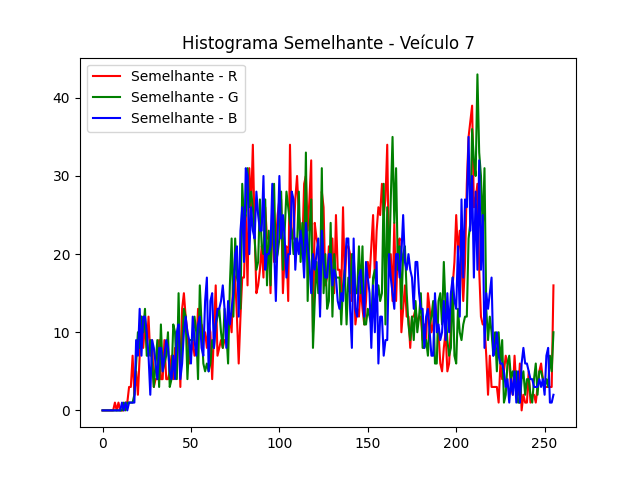 Histograma Semelhante - Veículo 7
Semelhante - R
Semelhante - G
Semelhante - B
40
30
20
10
0
0 50 100 150 200 250